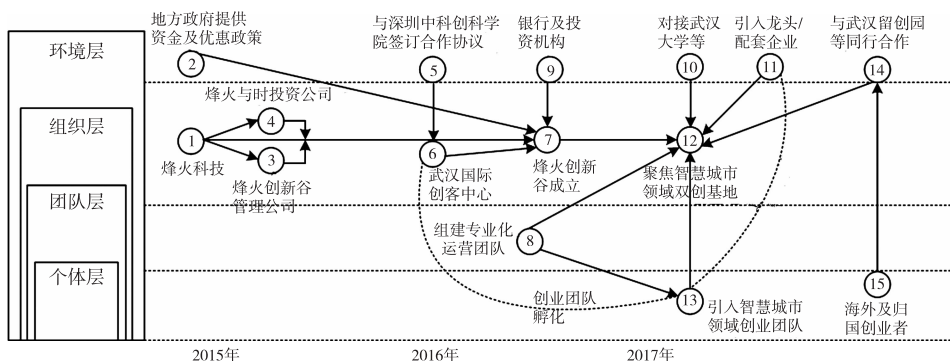 地方政府提供
资金及优惠政策
与深圳中科创科学
院签订合作协议
银行及投
资机构
对接武汉
大学等
引入龙头/
配套企业
与武汉留创园
等同行合作
环境层
2
5
9
10
11
14
烽火与时投资公司
组织层
4
1
3
6
7
12
烽火科技
烽火创新谷
管理公司
武汉国际
创客中心
烽火创新
谷成立
聚焦智慧城市
领域双创基地
团队层
组建专业化
运营团队
8
个体层
创业团队
孵化
13
引入智慧城市
领域创业团队
15
海外及归
国创业者
2015年
2016年
2017年